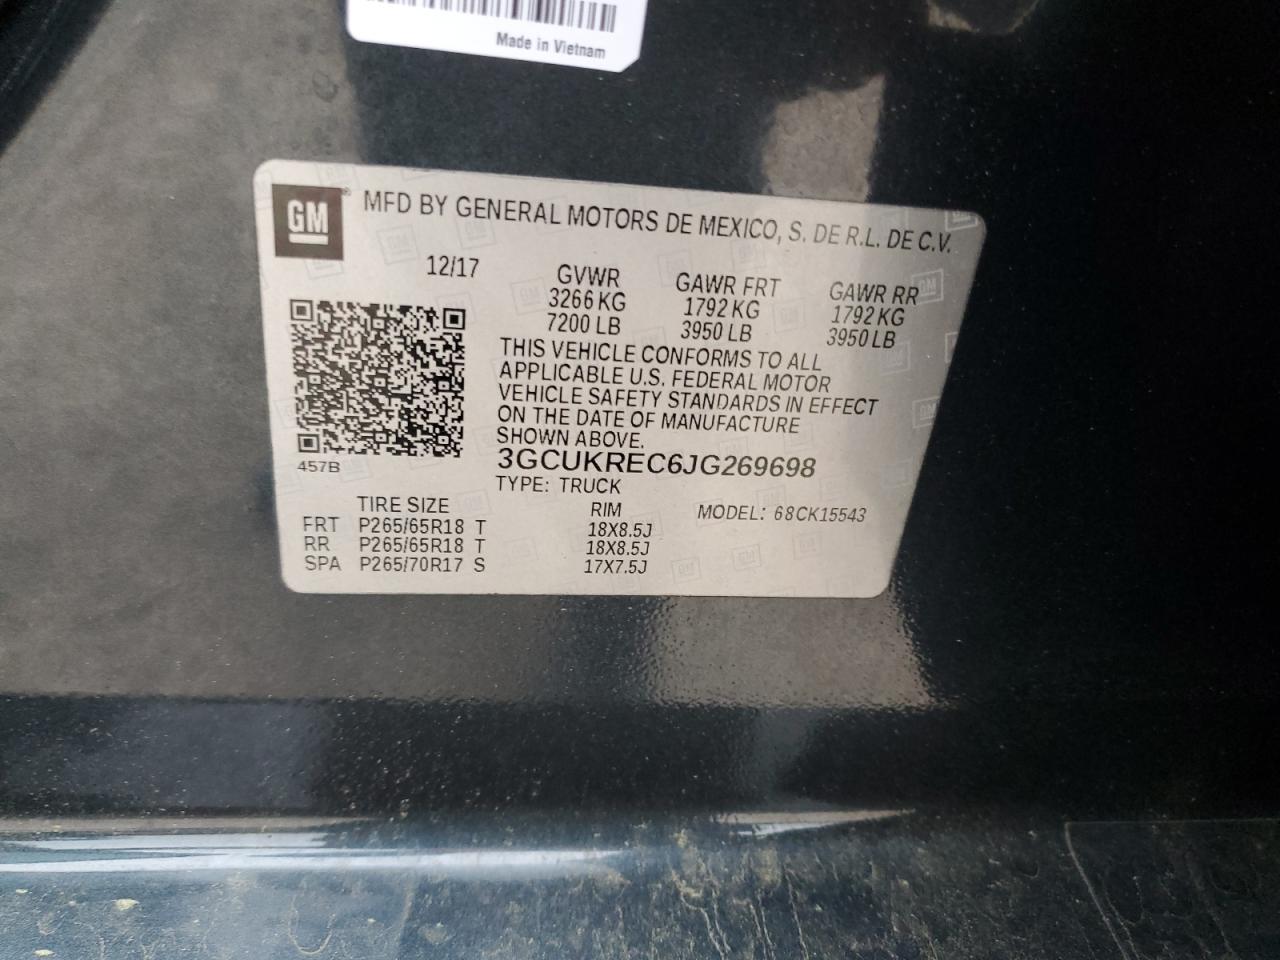 Made in Vietnam
GM® MFD BY GENERAL MOTORS DE MEXICO, S. DE R.L. DE C.V.
12/17 GVWR GAWR FRT GAWR RR
3266 KG 1792 KG 1792 KG
7200 LB 3950 LB 3950 LB
THIS VEHICLE CONFORMS TO ALL
APPLICABLE U.S. FEDERAL MOTOR
VEHICLE SAFETY STANDARDS IN EFFECT
ON THE DATE OF MANUFACTURE
SHOWN ABOVE.
457B
3GCUKREC6JG269698
TYPE: TRUCK
TIRE SIZE RIM MODEL: 68CK15543
FRT P265/65R18 T 18X8.5J
RR P265/65R18 T 18X8.5J
SPA P265/70R17 S 17X7.5J